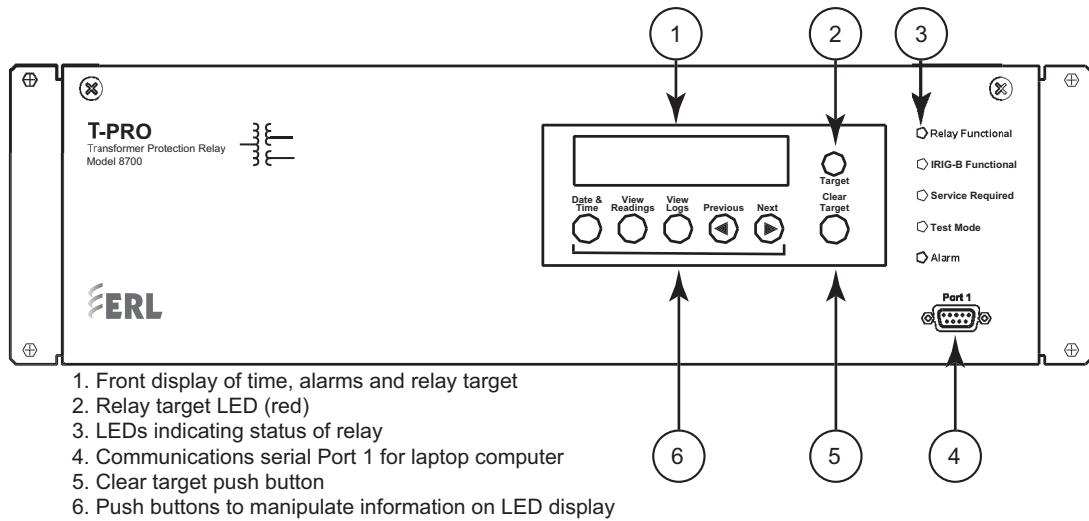 1
2
3
T-PRO
Transformer Protection Relay
Model 8700
Target
Date & Time
View Readings
View Logs
Previous
Next
Clear Target
Relay Functional
IRIG-B Functional
Service Required
Test Mode
Alarm
Port 1
ERL
6
5
4
1. Front display of time, alarms and relay target
2. Relay target LED (red)
3. LEDs indicating status of relay
4. Communications serial Port 1 for laptop computer
5. Clear target push button
6. Push buttons to manipulate information on LED display